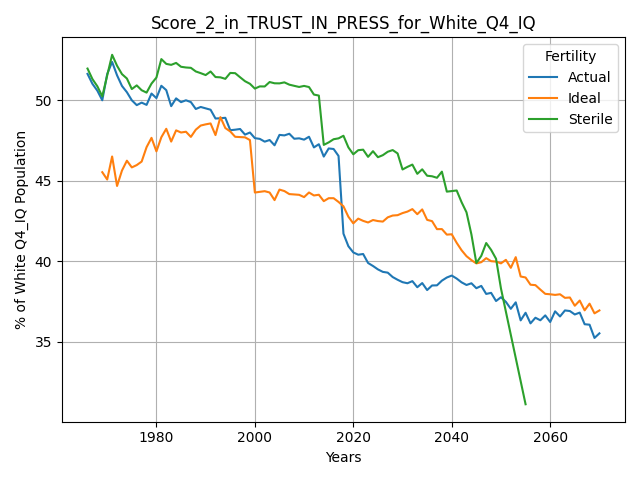 Score_2_in_TRUST_IN_PRESS_for_White_Q4_IQ
Fertility
Actual
Ideal
Sterile
% of White Q4_IQ Population
50
45
40
35
1980
2000
2020
2040
2060
Years